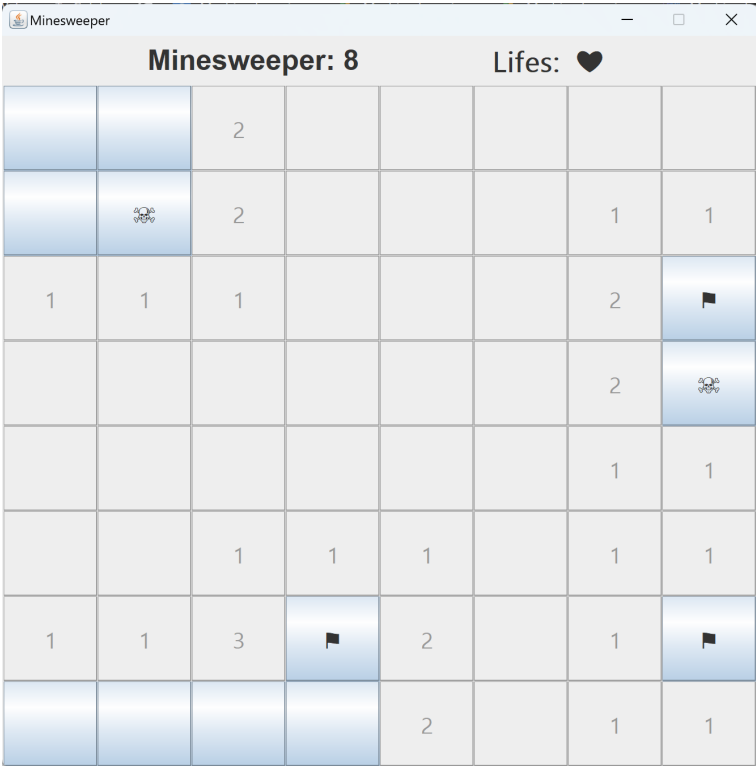 Minesweeper
Minesweeper: 8 Lifes: ♥
2
☠ 2 1 1
1 1 1 2 ⚑
2 ☠
1 1
1 1 1 1 1
1 1 3 ⚑ 2 1 ⚑
2 1 1